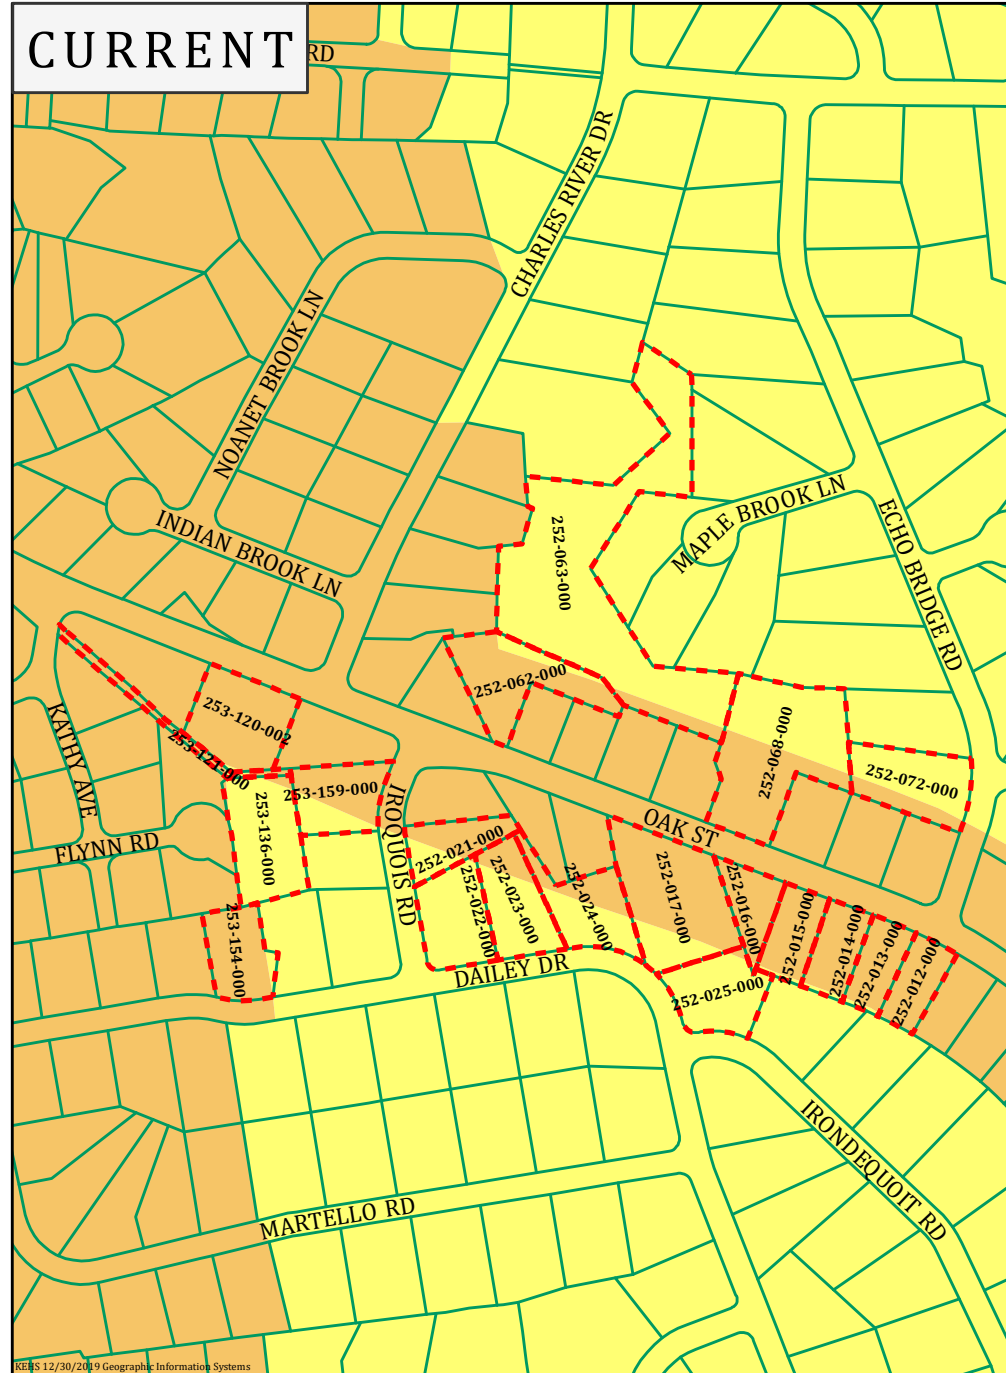 CURRENT
RD
CHARLES RIVER DR
NOANET BROOK LN
INDIAN BROOK LN
MAPLE BROOK LN
ECHO BRIDGE RD
252-063-000
252-062-000
253-120-002
253-121-000
KATHY AVE
253-159-000
253-136-000
FLYNN RD
IROQUOIS RD
252-068-000
252-072-000
OAK ST
252-021-000
252-022-000
252-023-000
252-024-000
252-017-000
252-016-000
252-015-000
252-014-000
252-013-000
252-012-000
253-154-000
DAILEY DR
252-025-000
IRONDEQUOIT RD
MARTELLO RD
KEHS 12/30/2019 Geographic Information Systems